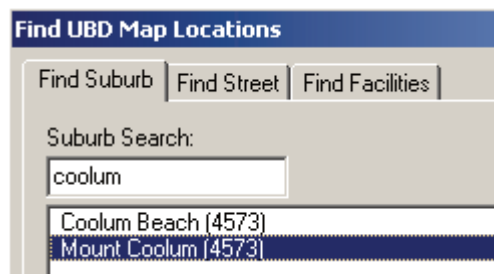 Find UBD Map Locations
Find Suburb Find Street Find Facilities
Suburb Search:
coolum
Coolum Beach (4573)
Mount Coolum (4573)